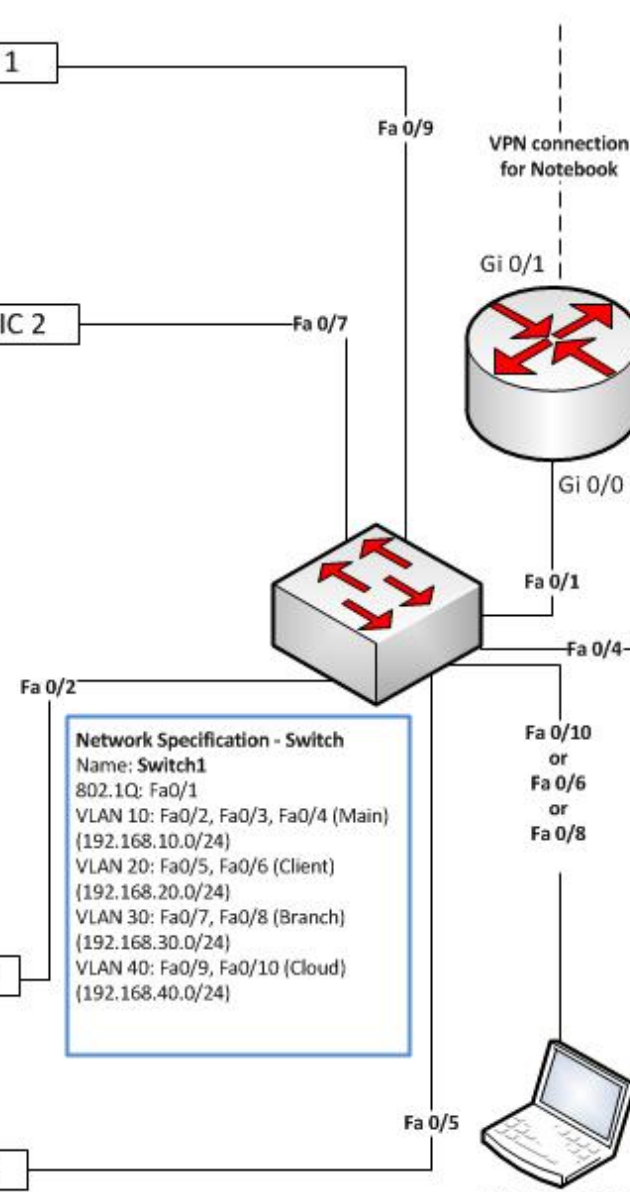 1
Fa 0/9
VPN connection
for Notebook
Gi 0/1
IC 2
Fa 0/7
Gi 0/0
Fa 0/1
Fa 0/4
Fa 0/2
Network Specification - Switch
Name: Switch1
802.1Q: Fa0/1
VLAN 10: Fa0/2, Fa0/3, Fa0/4 (Main)
(192.168.10.0/24)
VLAN 20: Fa0/5, Fa0/6 (Client)
(192.168.20.0/24)
VLAN 30: Fa0/7, Fa0/8 (Branch)
(192.168.30.0/24)
VLAN 40: Fa0/9, Fa0/10 (Cloud)
(192.168.40.0/24)
Fa 0/10
or
Fa 0/6
or
Fa 0/8
Fa 0/5